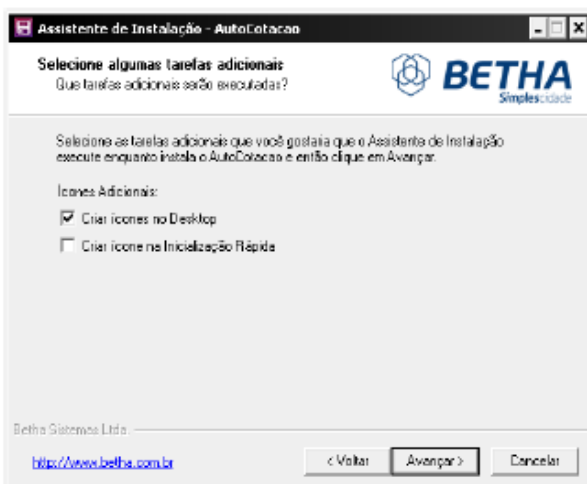 Assistente de Instalação - AutoCotacao
Selecione algumas tarefas adicionais
Que tarefas adicionais serão executadas?
BETHA
Simplescidade
Selecione as tarefas adicionais que você gostaria que o Assistente de Instalação
execute enquanto instala o AutoCotacao e então clique em Avançar.
Ícones Adicionais:
Criar ícones no Desktop
Criar ícone na Inicialização Rápida
Betha Sistemas Ltda.
http://www.betha.com.br
< Voltar
Avançar >
Cancelar